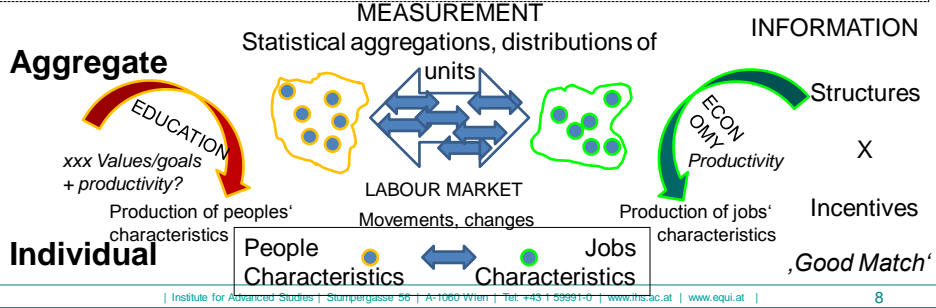 MEASUREMENT
INFORMATION
Statistical aggregations, distributions of
units
Aggregate
Structures
EDUCATION
ECON
OMY
xxx Values/goals
+ productivity?
Productivity
X
LABOUR MARKET
Production of peoples‘
characteristics
Movements, changes
Production of jobs‘
characteristics
Incentives
Individual
People
Characteristics
Jobs
Characteristics
‚Good Match‘
| Institute for Advanced Studies | Stumpergasse 56 | A-1060 Wien | Tel: +43 1 59991-0 | www.ihs.ac.at | www.equi.at |
8